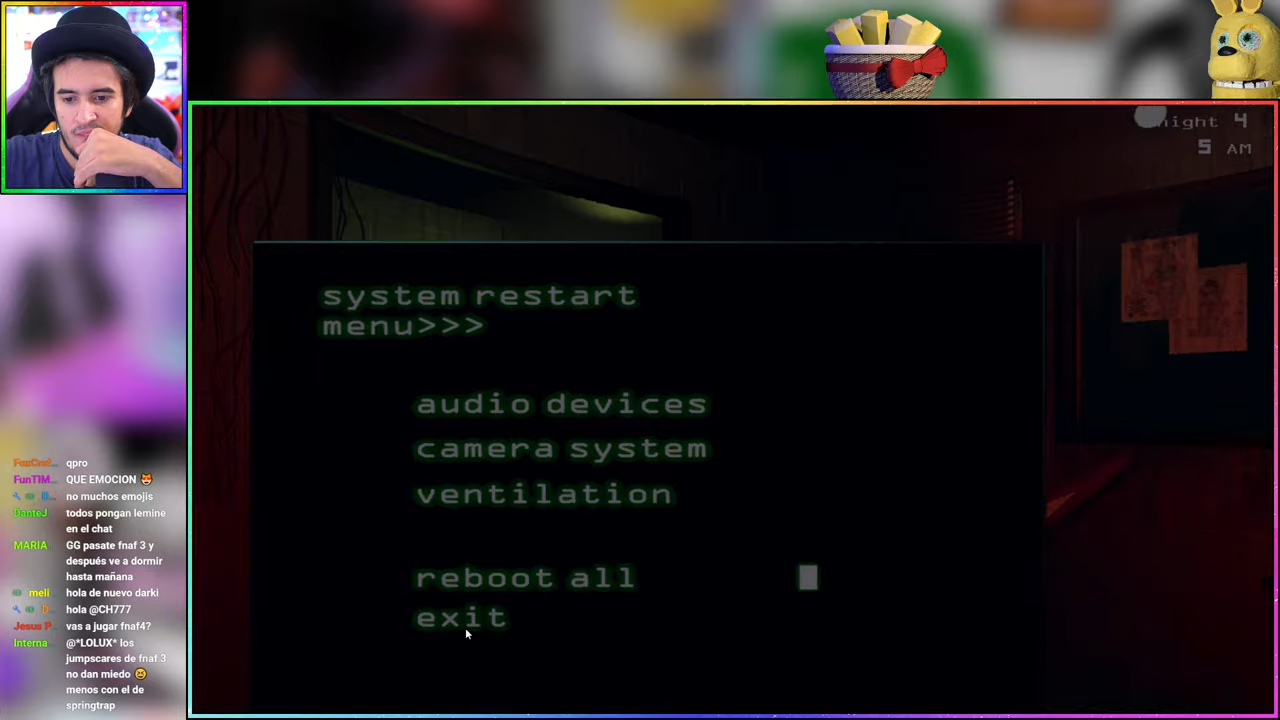 night 4
5 AM
system restart
menu>>>
audio devices
camera system
ventilation
reboot all
exit
qpro
FunTIM... QUE EMOCION 🦊
no muchos emojis
DanteJ todos pongan lemine
en el chat
MARIA GG pasate fnaf 3 y
después ve a dormir
hasta mañana
meli hola de nuevo darki
hola @CH777
Jesus P... vas a jugar fnaf4?
Interna @*LOLUX* los
jumpscares de fnaf 3
no dan miedo 😆
menos con el de
springtrap